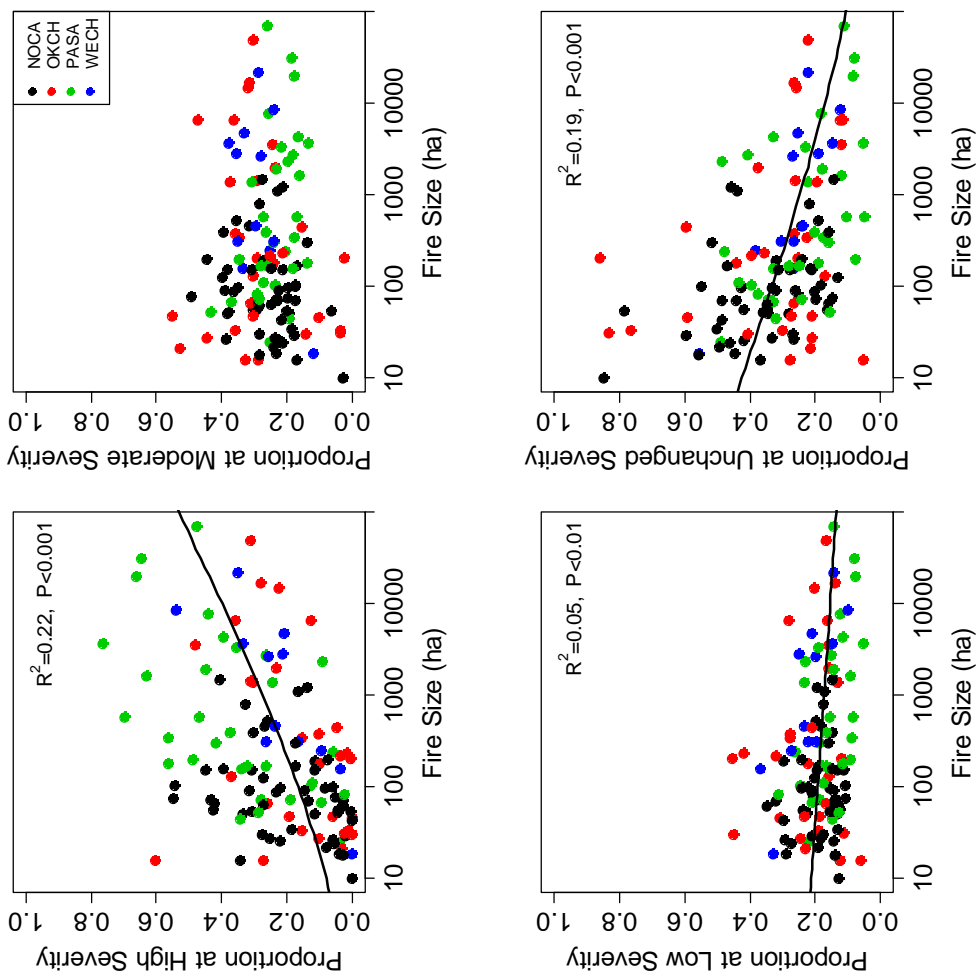 Proportion at High Severity
0.0 0.2 0.4 0.6 0.8 1.0
R²=0.22, P<0.001
10 100 1000 10000
Fire Size (ha)
Proportion at Moderate Severity
0.0 0.2 0.4 0.6 0.8 1.0
NOCA
OKCH
PASA
WECH
10 100 1000 10000
Fire Size (ha)
Proportion at Low Severity
0.0 0.2 0.4 0.6 0.8 1.0
R²=0.05, P<0.01
10 100 1000 10000
Fire Size (ha)
Proportion at Unchanged Severity
0.0 0.2 0.4 0.6 0.8 1.0
R²=0.19, P<0.001
10 100 1000 10000
Fire Size (ha)